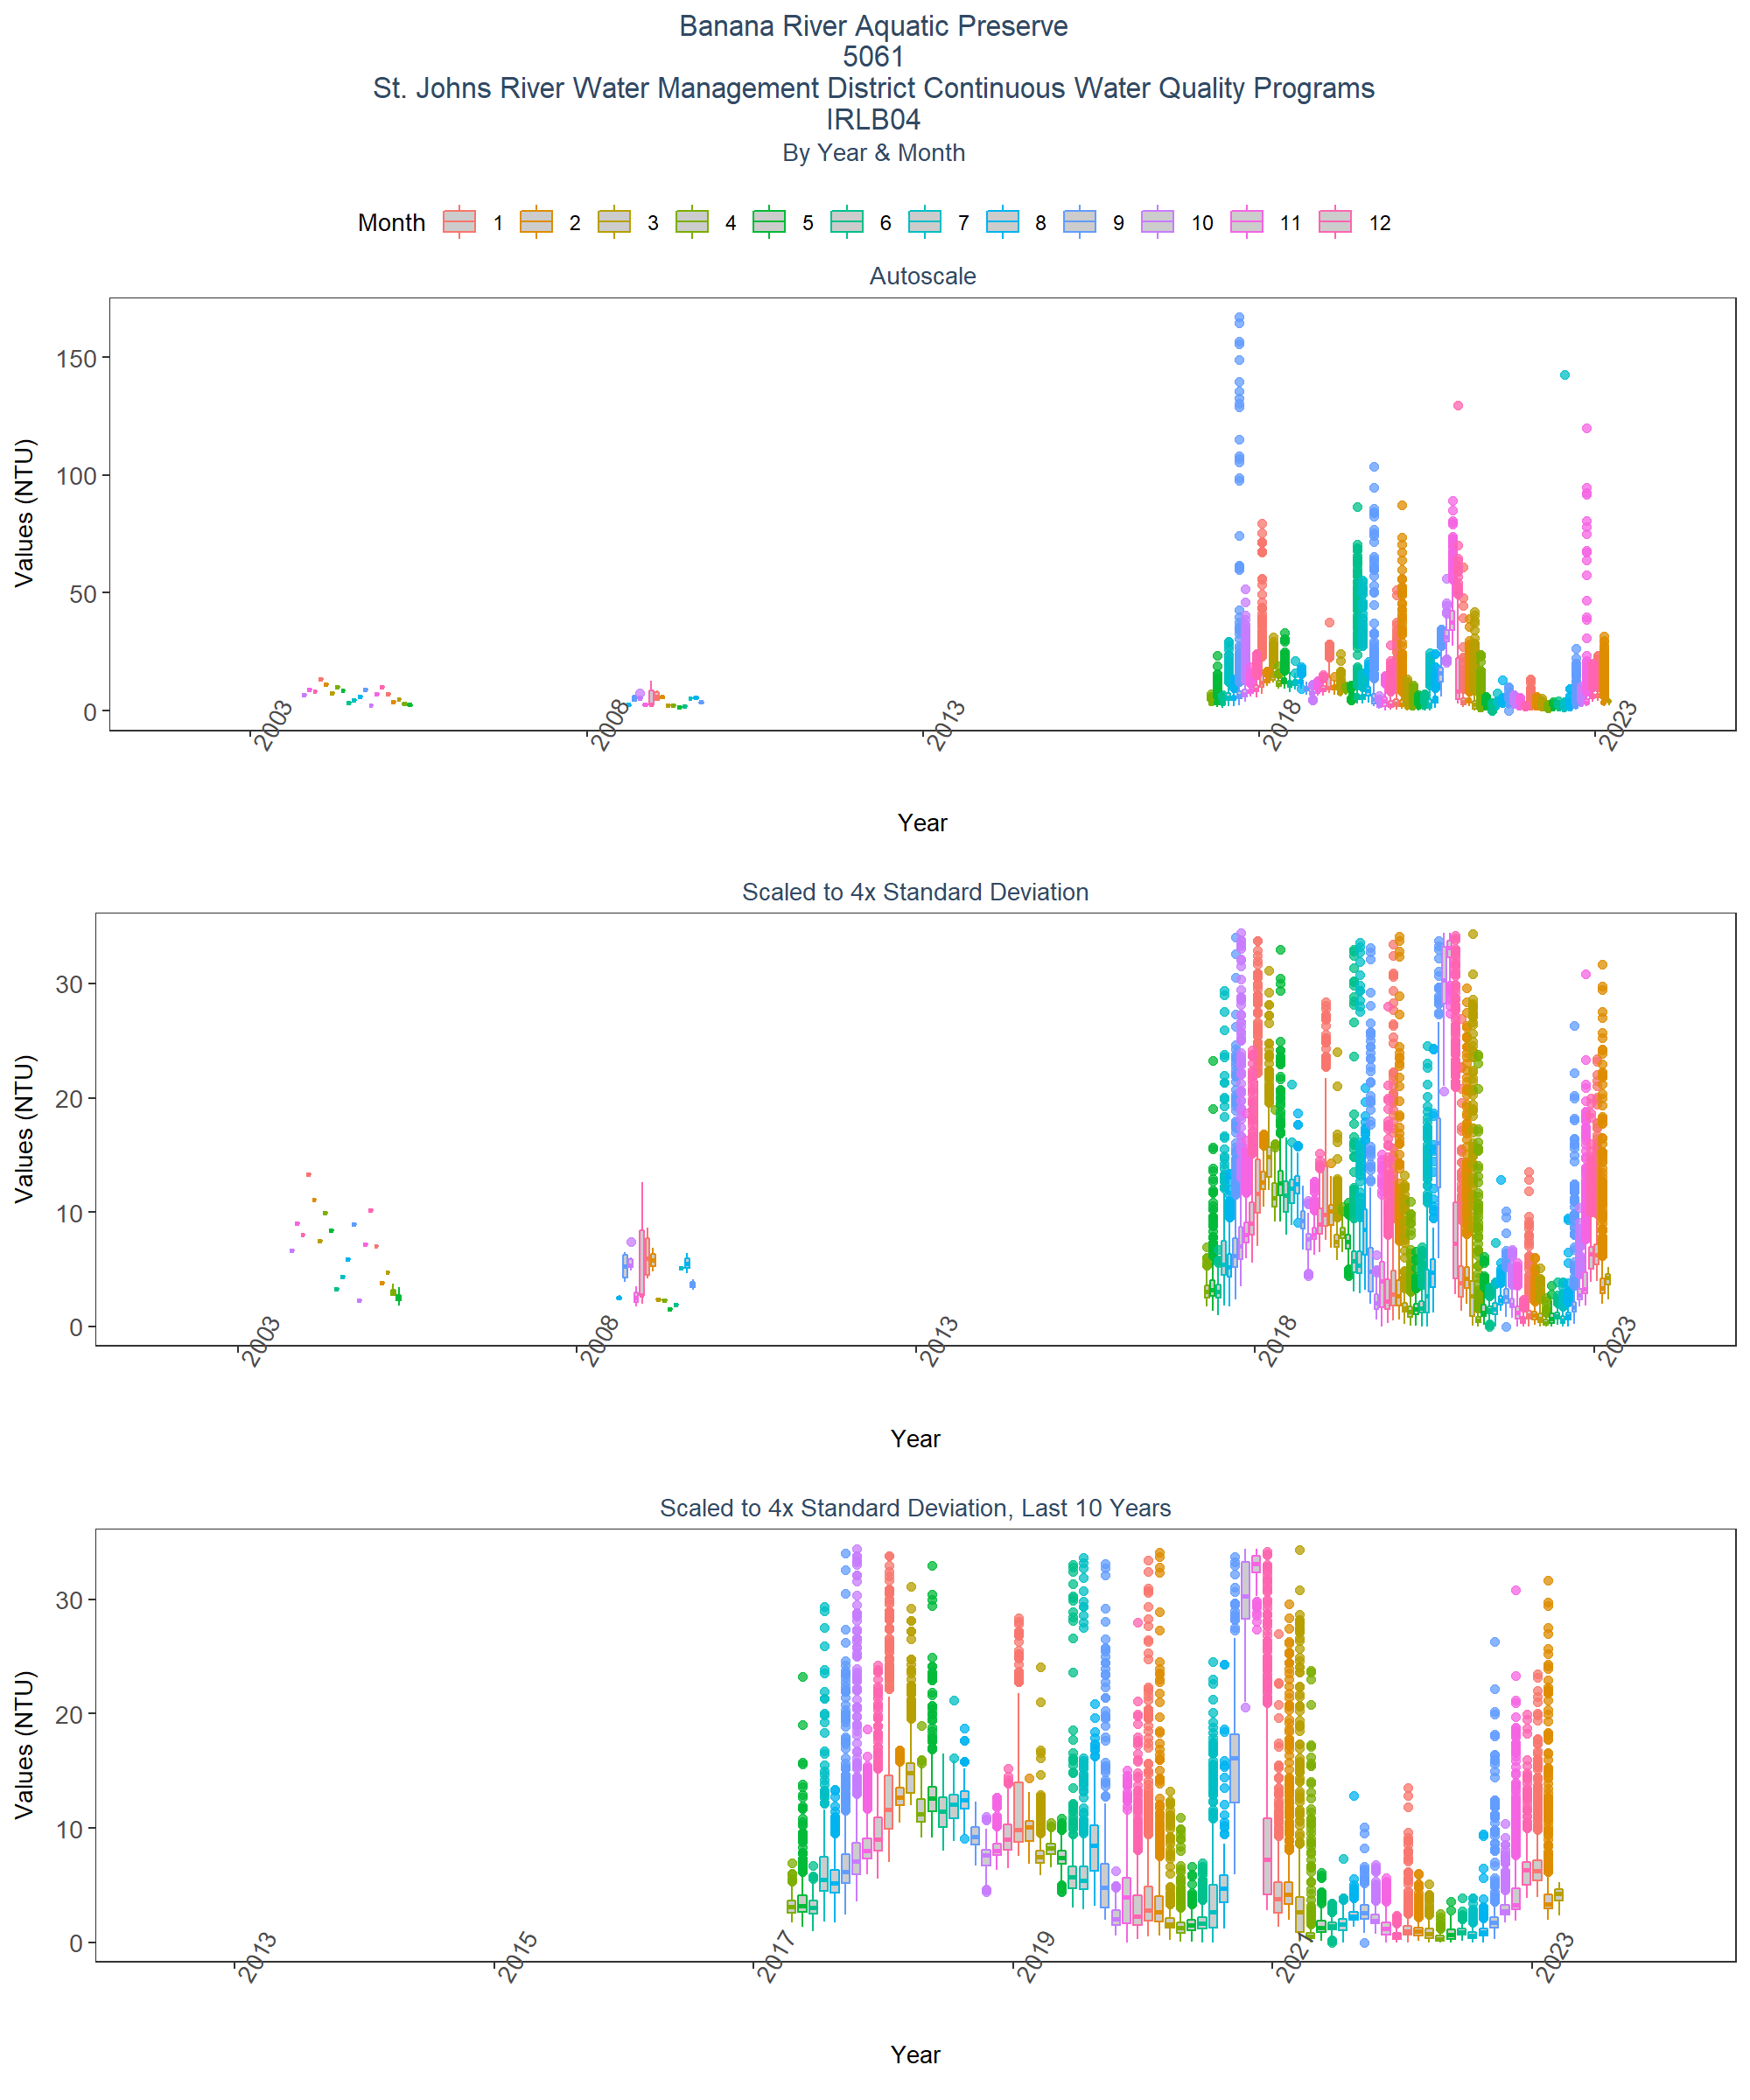 Banana River Aquatic Preserve
5061
St. Johns River Water Management District Continuous Water Quality Programs
IRLB04
By Year & Month
Month 1 2 3 4 5 6 7 8 9 10 11 12
Autoscale
Values (NTU)
150
100
50
0
2003 2008 2013 2018 2023
Year
Scaled to 4x Standard Deviation
Values (NTU)
30
20
10
0
2003 2008 2013 2018 2023
Year
Scaled to 4x Standard Deviation, Last 10 Years
Values (NTU)
30
20
10
0
2013 2015 2017 2019 2021 2023
Year